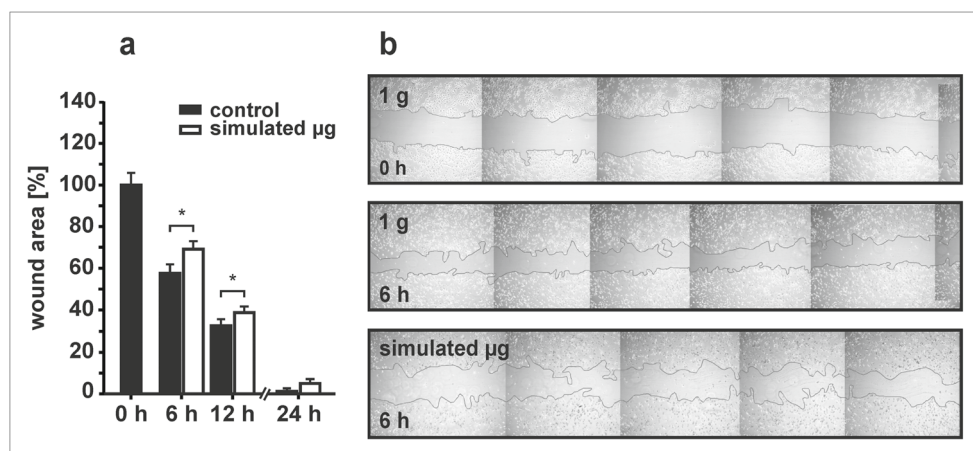 a
b
140
120
100
80
60
40
20
0
wound area [%]
control
simulated µg
*
*
0 h
6 h
12 h
24 h
1 g
0 h
1 g
6 h
simulated µg
6 h